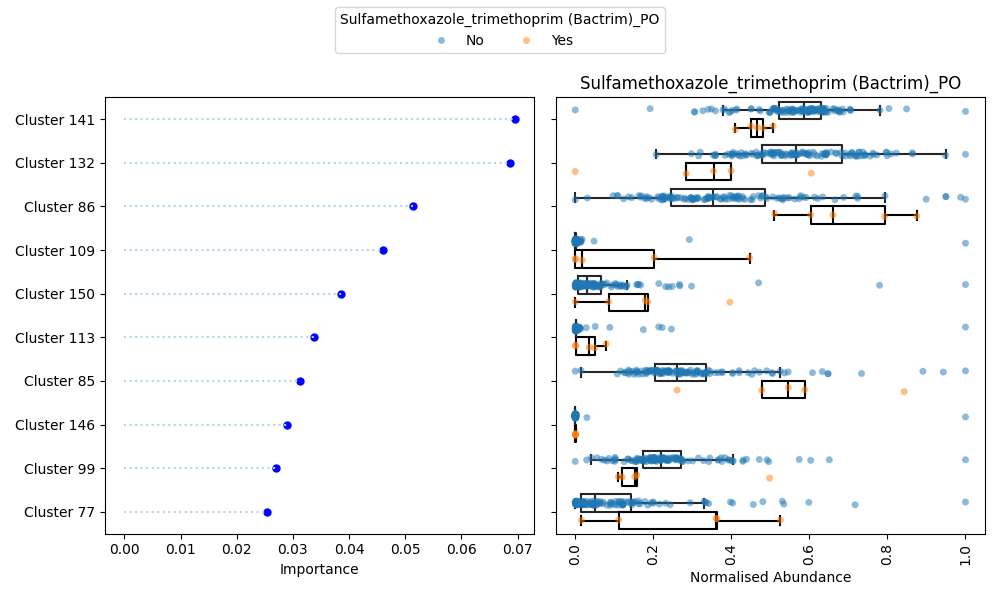 Sulfamethoxazole_trimethoprim (Bactrim)_PO
No Yes
Sulfamethoxazole_trimethoprim (Bactrim)_PO
Cluster 141
Cluster 132
Cluster 86
Cluster 109
Cluster 150
Cluster 113
Cluster 85
Cluster 146
Cluster 99
Cluster 77
0.00 0.01 0.02 0.03 0.04 0.05 0.06 0.07
Importance
0.0 0.2 0.4 0.6 0.8 1.0
Normalised Abundance